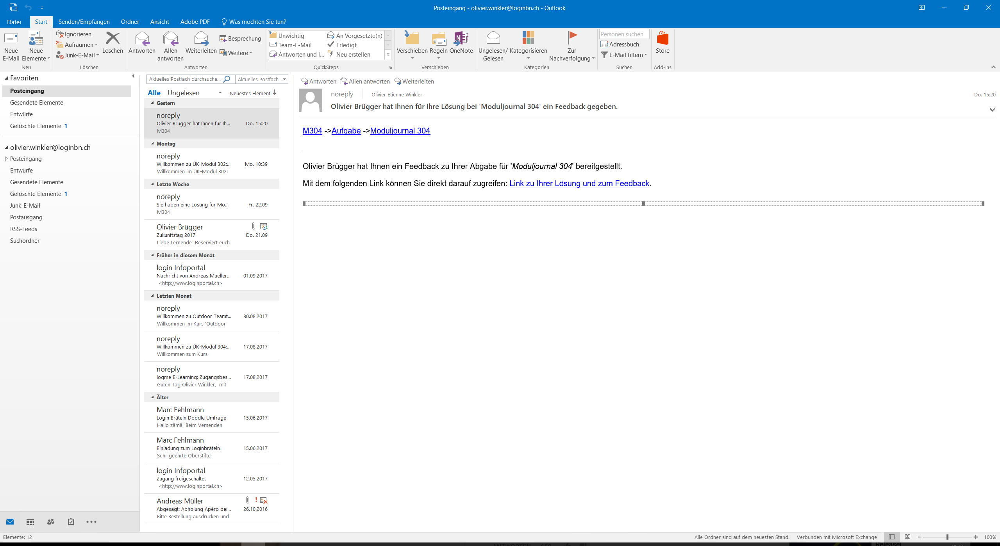 Posteingang - olivier.winkler@loginbn.ch - Outlook
Datei Start Senden/Empfangen Ordner Ansicht Adobe PDF Was möchten Sie tun?
Neue E-Mail
Neue Elemente
Neu
Ignorieren
Aufräumen
Junk-E-Mail
Löschen
Löschen
Antworten
Allen antworten
Weiterleiten
Besprechung
Weitere
Antworten
Unwichtig
Team-E-Mail
Antworten und l...
An Vorgesetzte(n)
Erledigt
Neu erstellen
QuickSteps
Verschieben
Regeln
OneNote
Verschieben
Ungelesen/ Gelesen
Kategorisieren
Zur Nachverfolgung
Kategorien
Personen suchen
Adressbuch
E-Mail filtern
Suchen
Store
Add-Ins
Favoriten
Posteingang
Gesendete Elemente
Entwürfe
Gelöschte Elemente 1
olivier.winkler@loginbn.ch
Posteingang
Entwürfe
Gesendete Elemente
Gelöschte Elemente 1
Junk-E-Mail
Postausgang
RSS-Feeds
Suchordner
Aktuelles Postfach durchsuche... Aktuelles Postfach
Alle Ungelesen Neuestes Element
Gestern
noreply
Olivier Brügger hat Ihnen für Ih... Do. 15:20
M304
Montag
noreply
Willkommen zu ÜK-Modul 302:... Mo. 10:39
Willkommen im ÜK-Modul 302!
Letzte Woche
noreply
Sie haben eine Lösung für Mo... Fr. 22.09
M304
Olivier Brügger
Zukunftstag 2017 Do. 21.09
Liebe Lernende Reserviert euch
Früher in diesem Monat
login Infoportal
Nachricht von Andreas Mueller... 01.09.2017
<http://www.loginportal.ch>
Letzten Monat
noreply
Willkommen zu Outdoor Teamt... 30.08.2017
Willkommen im Kurs 'Outdoor
noreply
Willkommen zu ÜK-Modul 304:... 17.08.2017
Willkommen zum Kurs
noreply
logme E-Learning: Zugangsbes... 17.08.2017
Guten Tag Olivier Winkler, mit
Älter
Marc Fehlmann
Login Bräteln Doodle Umfrage 15.06.2017
Hallo zämä Beim Versenden
Marc Fehlmann
Einladung zum Loginbräteln 15.06.2017
Sehr geehrte Oberstifte,
login Infoportal
Zugang freigeschaltet 12.05.2017
<http://www.loginportal.ch>
Andreas Müller
Abgesagt: Abholung Apèro bei... 26.10.2016
Bitte Bestellung ausdrucken und
Antworten Allen antworten Weiterleiten
noreply Olivier Etienne Winkler Do. 15:20
Olivier Brügger hat Ihnen für Ihre Lösung bei 'Moduljournal 304' ein Feedback gegeben.
M304 ->Aufgabe ->Moduljournal 304
Olivier Brügger hat Ihnen ein Feedback zu Ihrer Abgabe für 'Moduljournal 304' bereitgestellt.
Mit dem folgenden Link können Sie direkt darauf zugreifen: Link zu Ihrer Lösung und zum Feedback.
Elemente: 12 Alle Ordner sind auf dem neuesten Stand. Verbunden mit Microsoft Exchange 100%